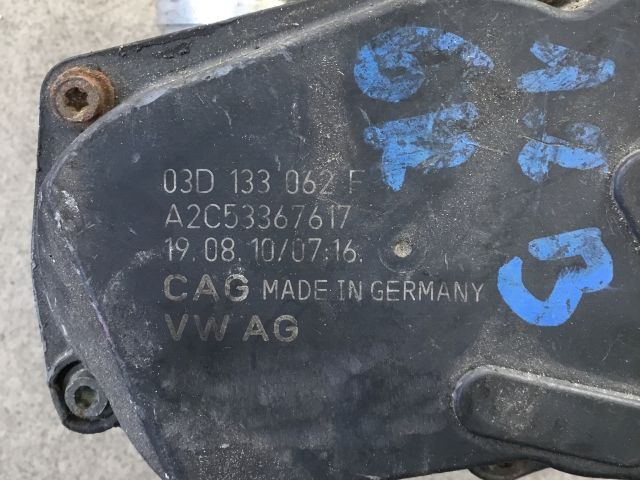 03D 133 062 F
A2C53367617
19.08.10/07:16
CAG MADE IN GERMANY
VW AG